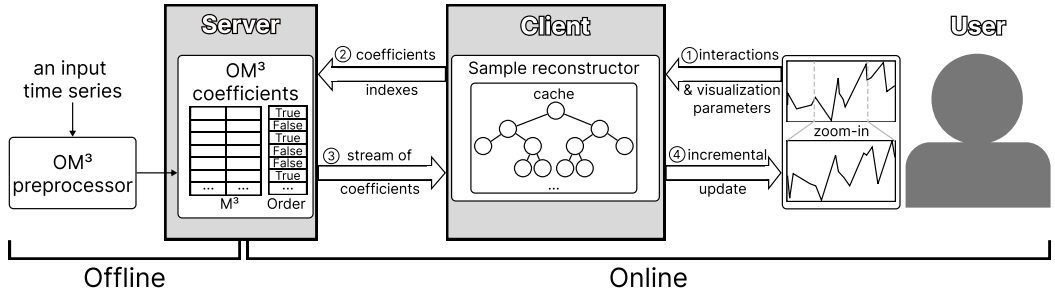 Server
Client
User
an input
time series
OM³
preprocessor
OM³
coefficients
True
False
True
False
False
True
... ... ...
M³ Order
② coefficients
indexes
③ stream of
coefficients
Sample reconstructor
cache
...
① interactions
& visualization
parameters
④ incremental
update
zoom-in
Offline
Online